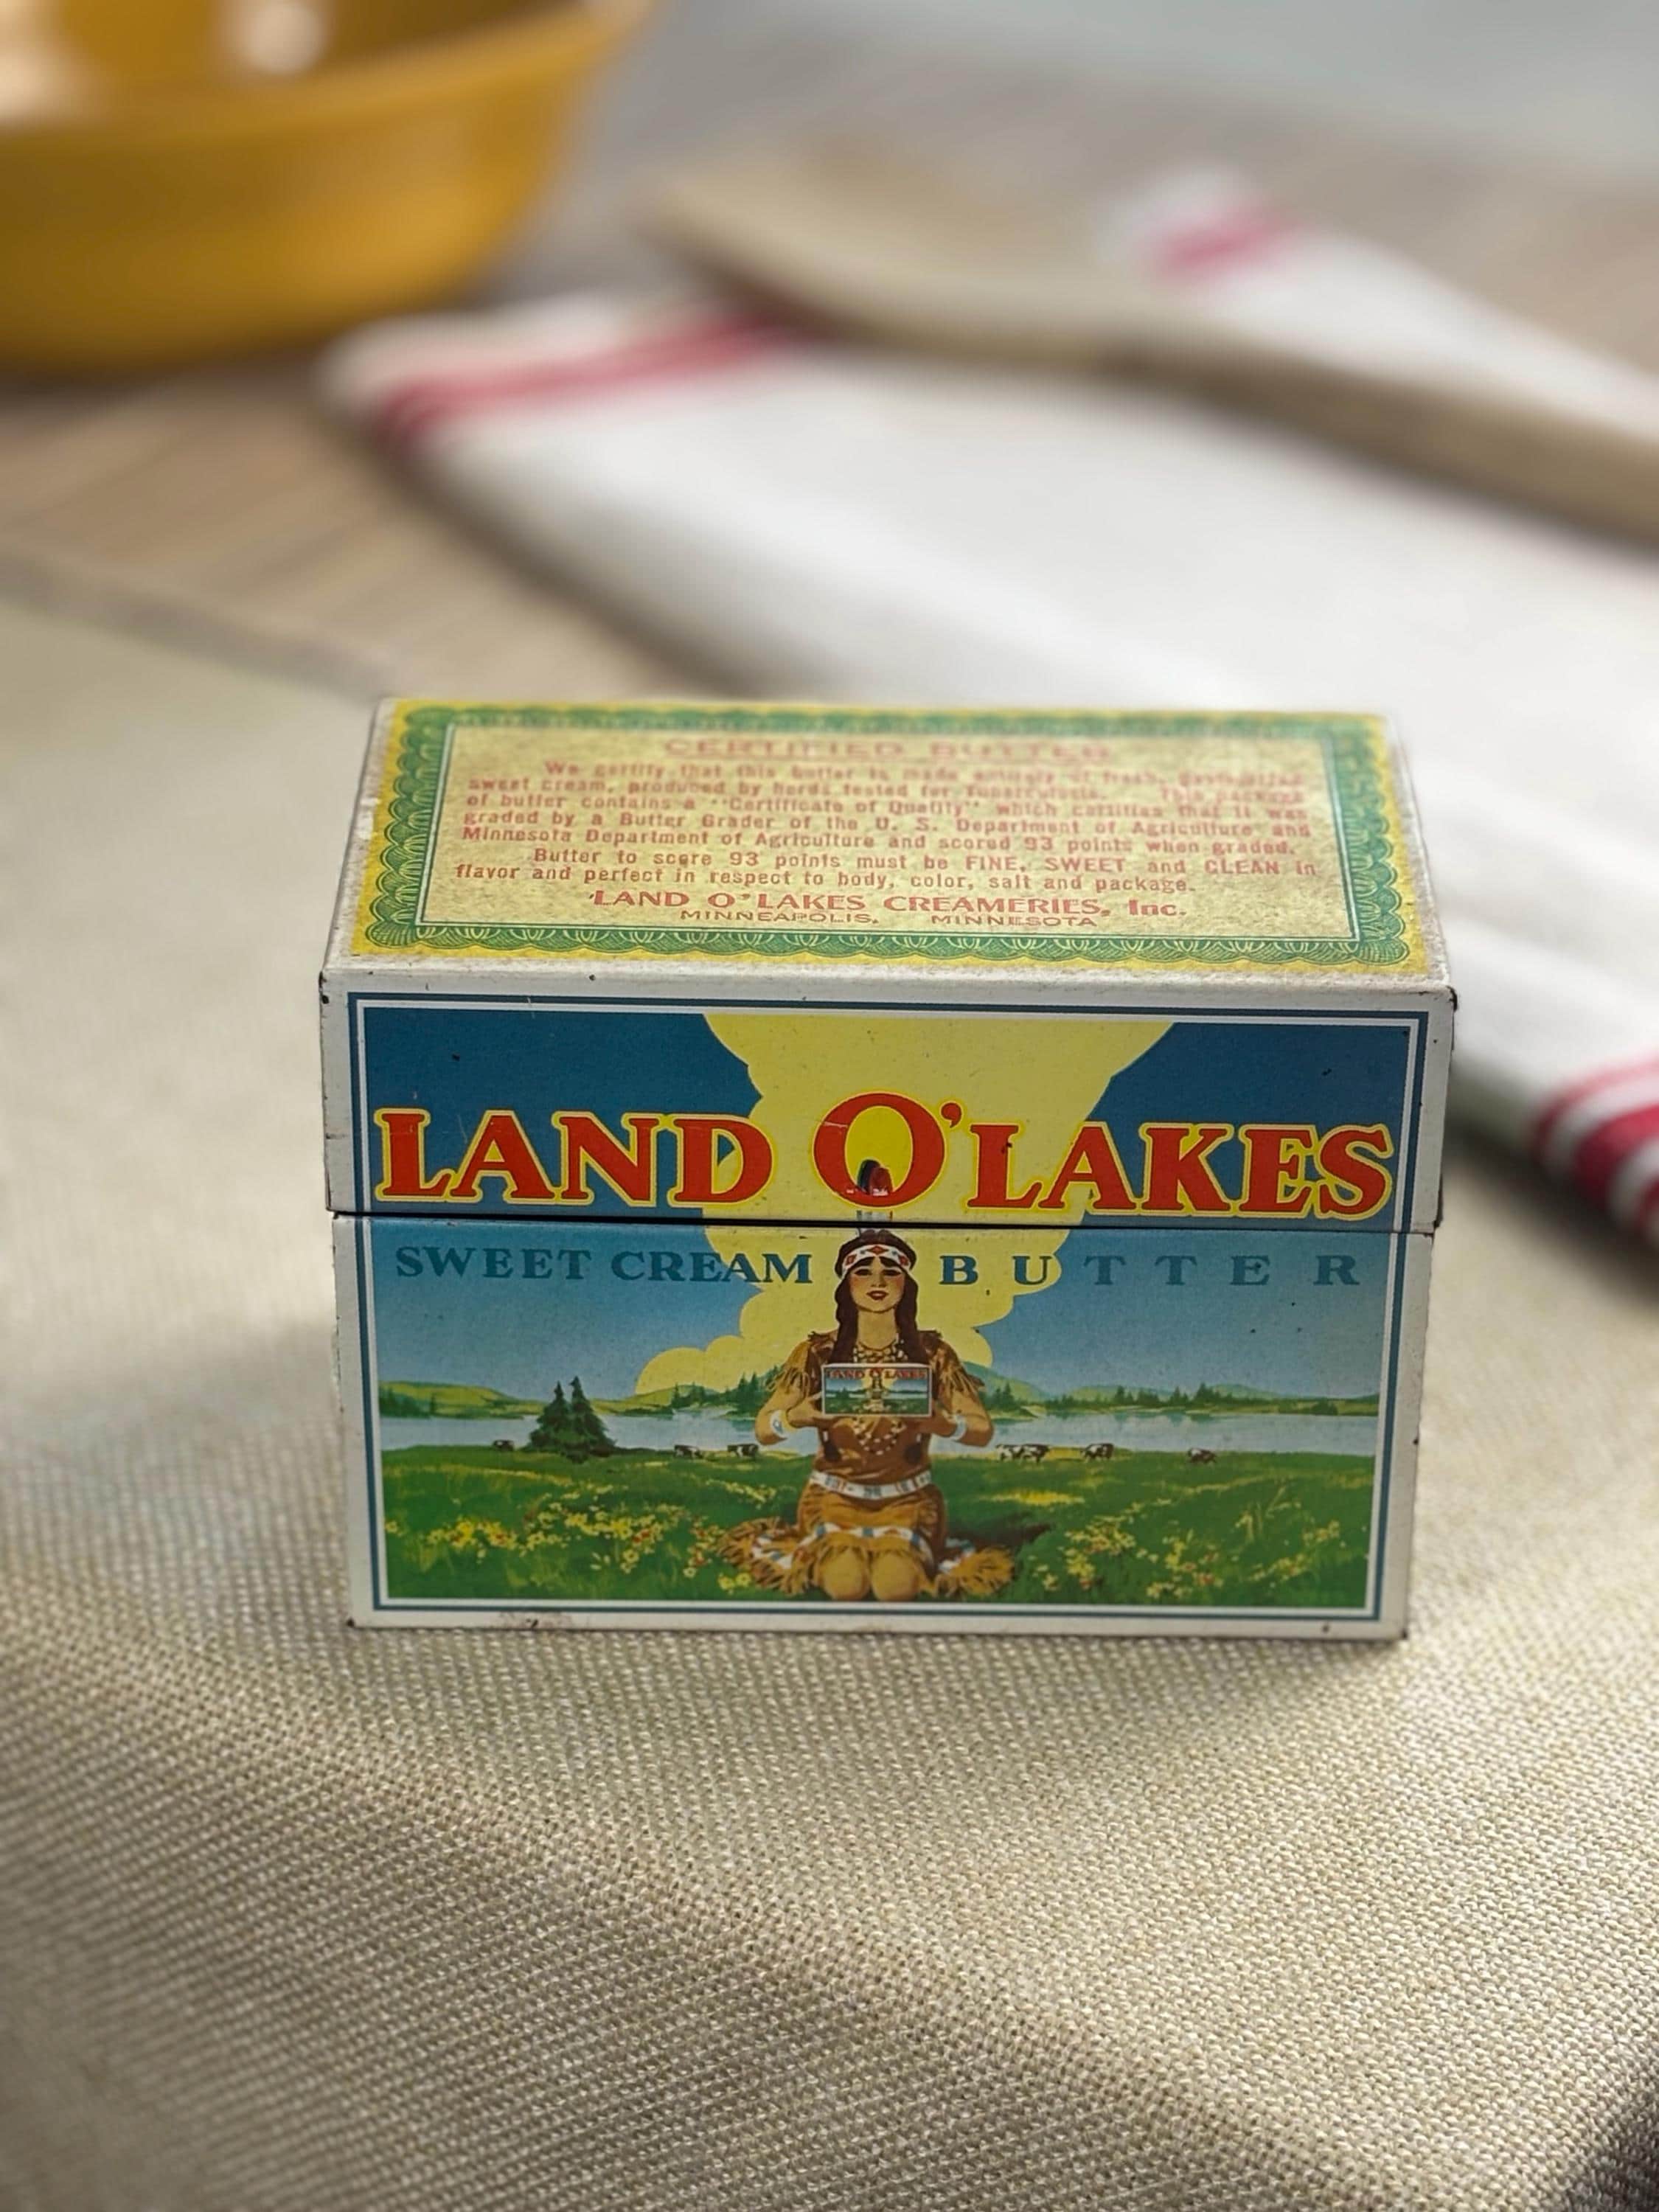 CERTIFIED BUTTER
We certify that this butter is made entirely of fresh, pasteurized
sweet cream, produced by herds tested for Tuberculosis. This package
of butter contains a "Certificate of Quality" which certifies that it was
graded by a Butter Grader of the U. S. Department of Agriculture and
Minnesota Department of Agriculture and scored 93 points when graded.
Butter to score 93 points must be FINE, SWEET and CLEAN in
flavor and perfect in respect to body, color, salt and package.
LAND O'LAKES CREAMERIES, Inc.
MINNEAPOLIS, MINNESOTA
LAND O'LAKES
SWEET CREAM BUTTER
LAND O'LAKES